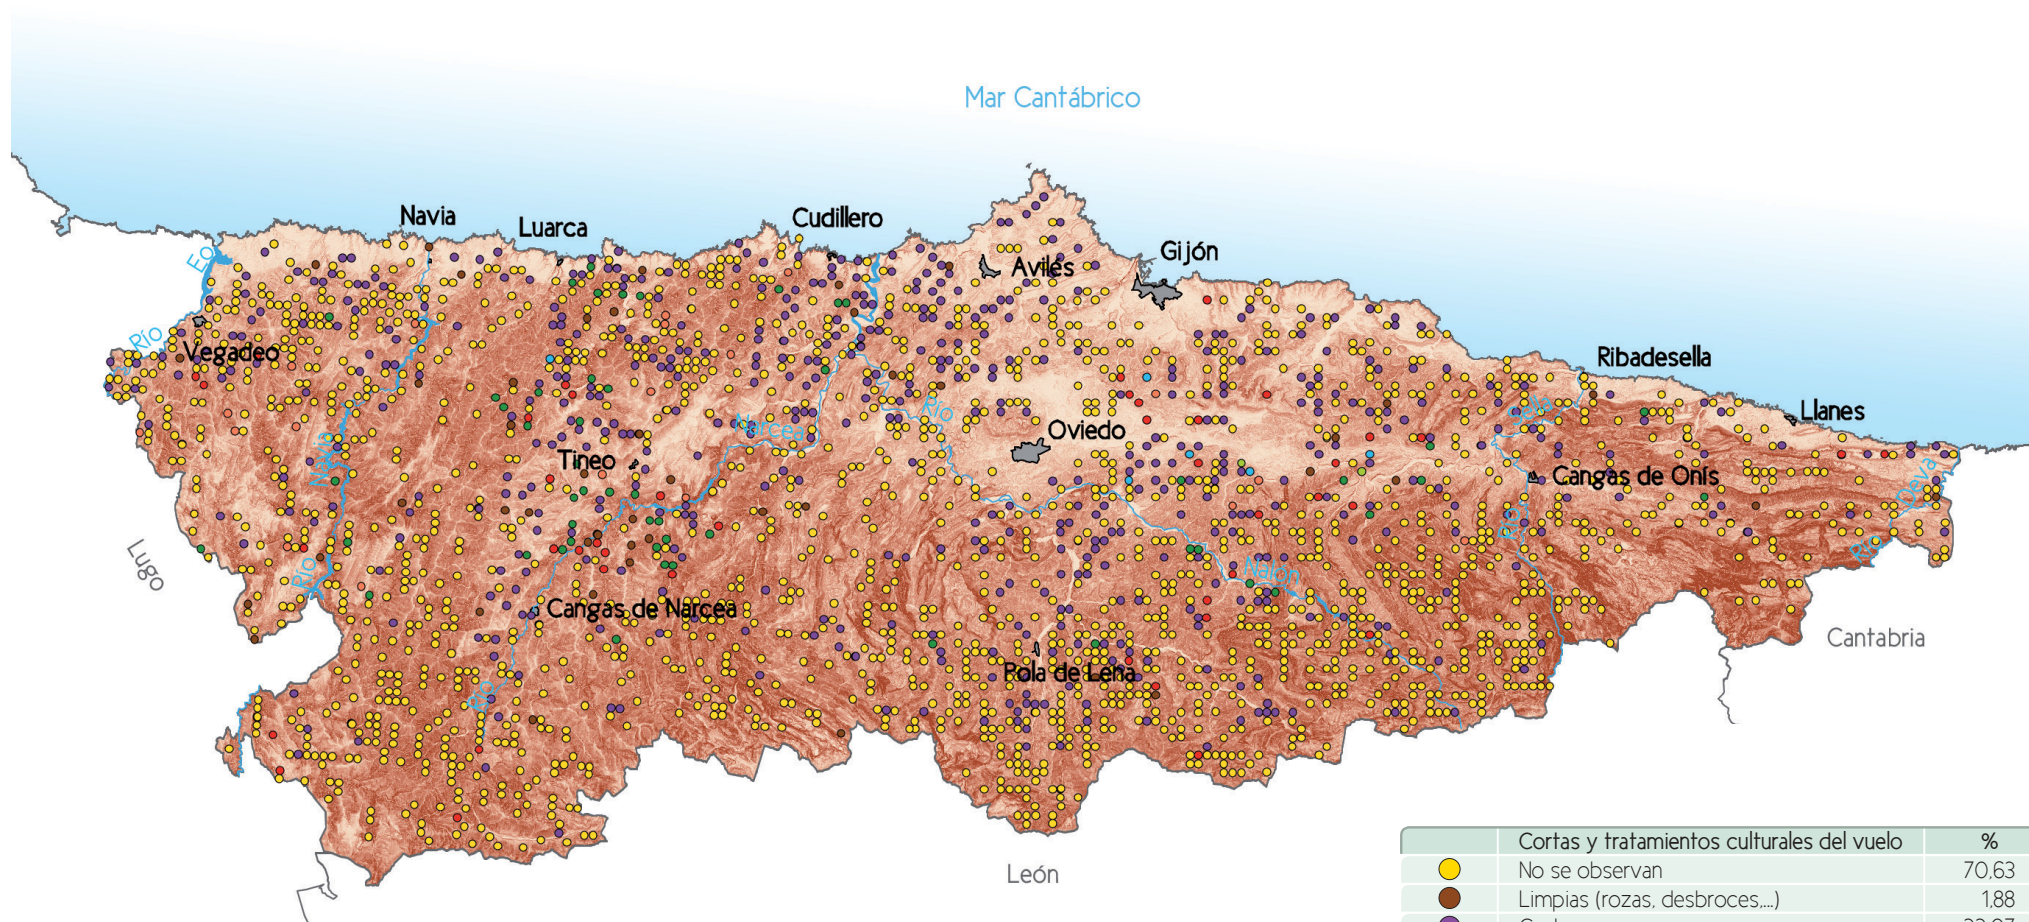 Mar Cantábrico
Navia
Luarca
Cudillero
Gijón
Avilés
Eo
Río
Vegadeo
Ribadesella
Llanes
Sella
Río
Narcea
Oviedo
Navia
Tineo
Cangas de Onís
Deva
Río
Río
Lugo
Río
Nalón
Cangas de Narcea
Cantabria
Pola de Lena
Río
León
Cortas y tratamientos culturales del vuelo %
No se observan 70,63
Limpias (rozas, desbroces,...) 1,88